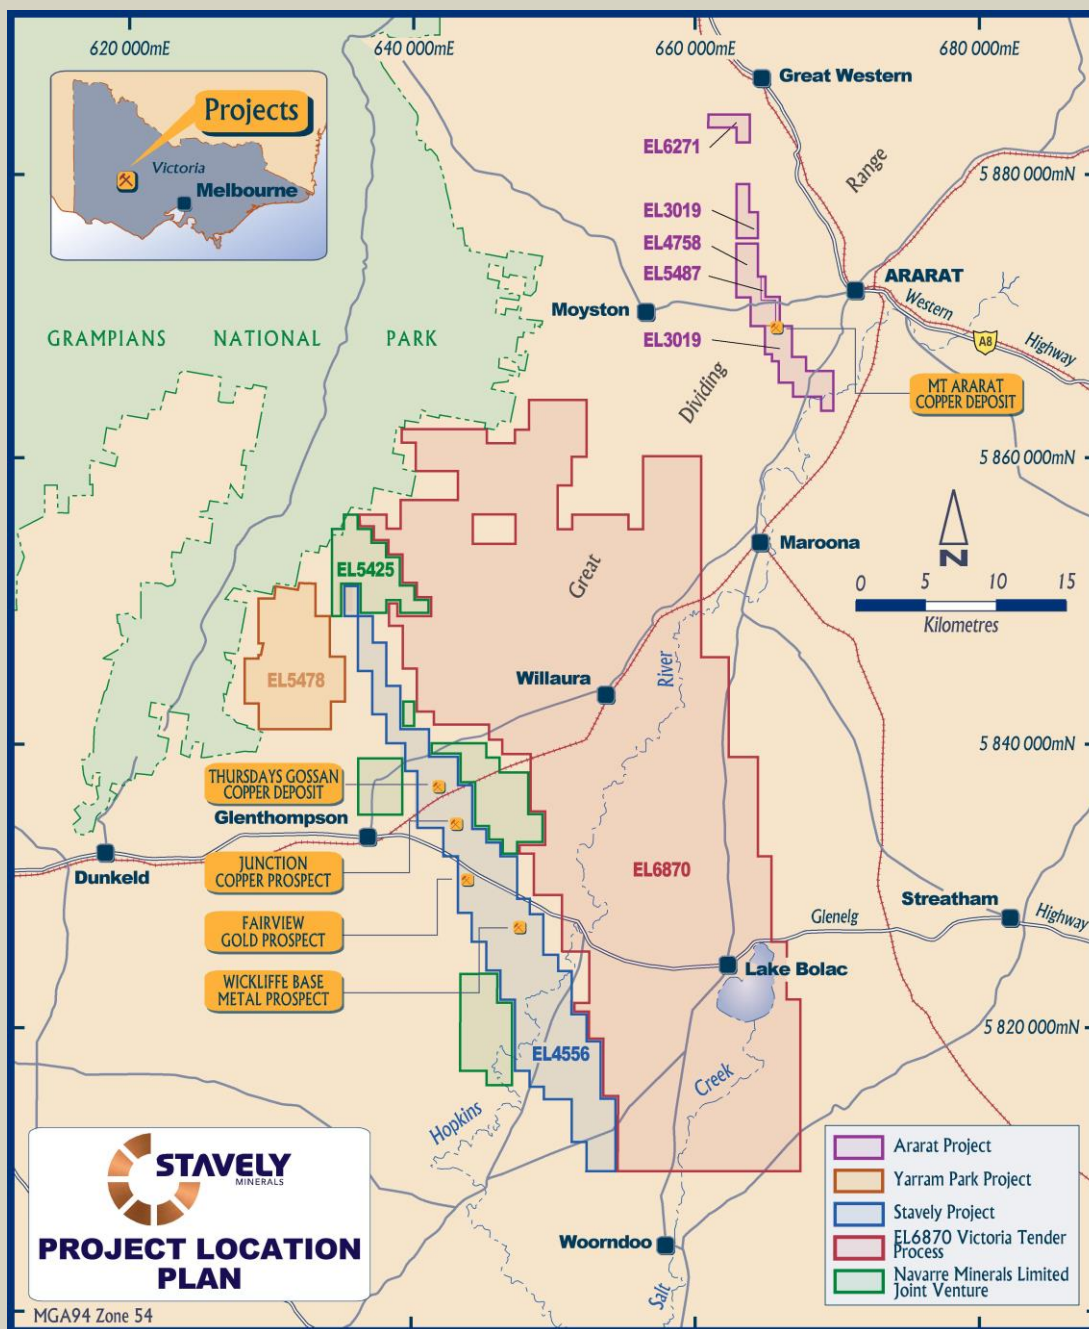 620 000mE
640 000mE
660 000mE
680 000mE
Projects
Victoria
Melbourne
Great Western
EL6271
Range
5 880 000mN
EL3019
EL4758
EL5487
ARARAT
Western
Highway
A8
Moyston
EL3019
GRAMPIANS NATIONAL PARK
MT ARARAT
COPPER DEPOSIT
Dividing
5 860 000mN
N
Maroona
Great
EL5425
0 5 10 15
Kilometres
River
EL5478
Willaura
5 840 000mN
THURSDAYS GOSSAN
COPPER DEPOSIT
Glenthompson
Dunkeld
JUNCTION
COPPER PROSPECT
EL6870
Streatham
Glenelg
Highway
FAIRVIEW
GOLD PROSPECT
Lake Bolac
WICKLIFFE BASE
METAL PROSPECT
5 820 000mN
EL4556
Creek
Hopkins
STAVELY
MINERALS
PROJECT LOCATION
PLAN
Ararat Project
Yarram Park Project
Stavely Project
EL6870 Victoria Tender
Process
Navarre Minerals Limited
Joint Venture
Woorndoo
Salt
MGA94 Zone 54